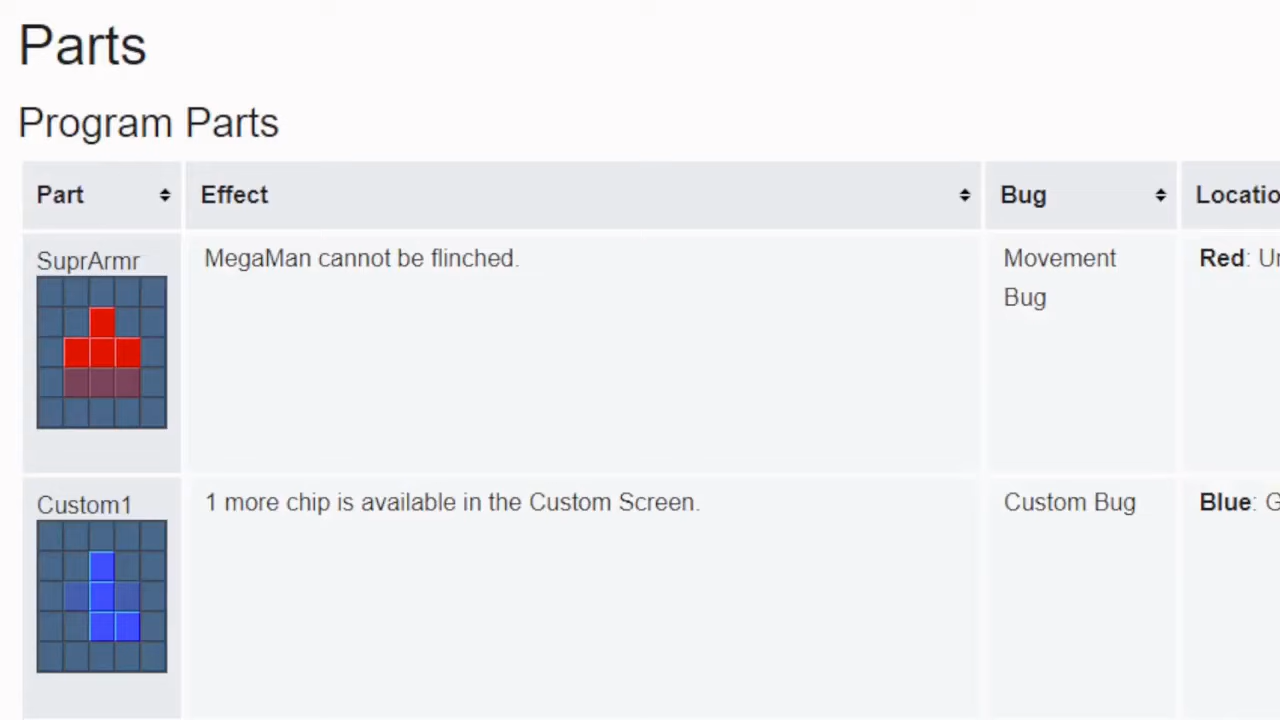 Parts
Program Parts
Part Effect Bug
SuprArmr MegaMan cannot be flinched. Movement Red:
Bug
Custom1 1 more chip is available in the Custom Screen. Custom Bug Blue: